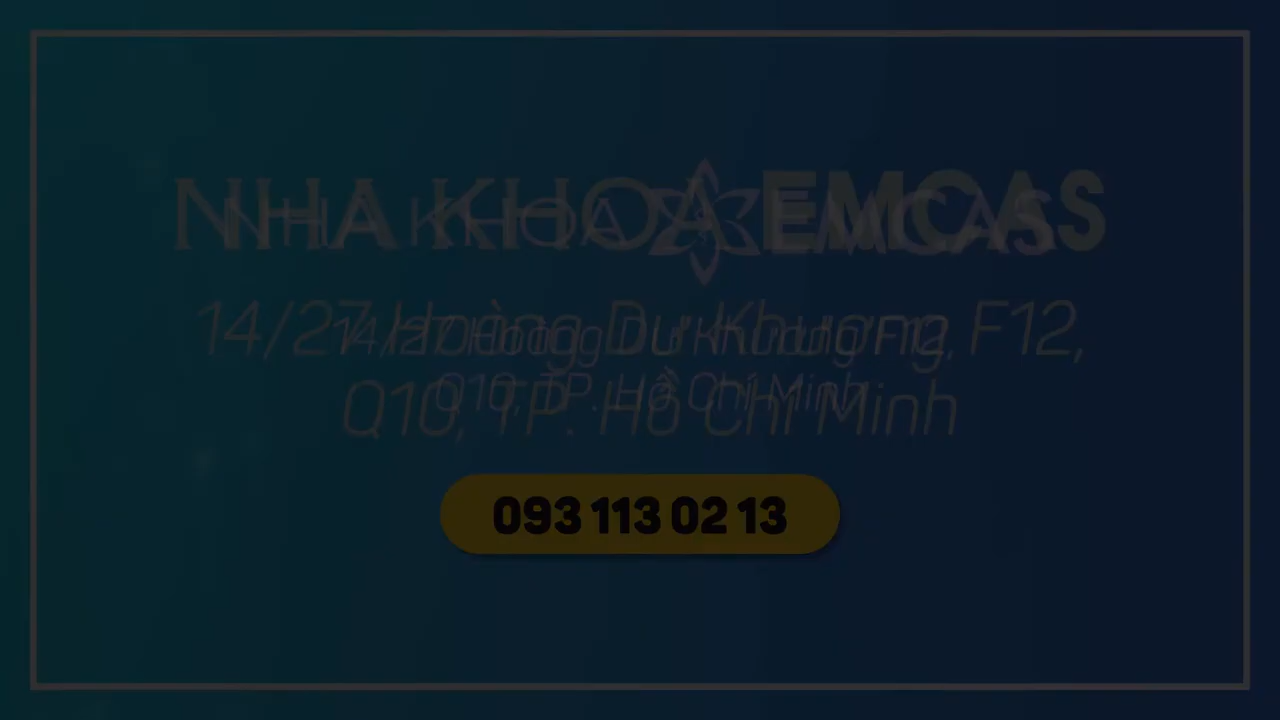 NHA KHOA EMCAS
14/27 Hoàng Dư Khương, F12,
Q10, TP. Hồ Chí Minh
093 113 02 13